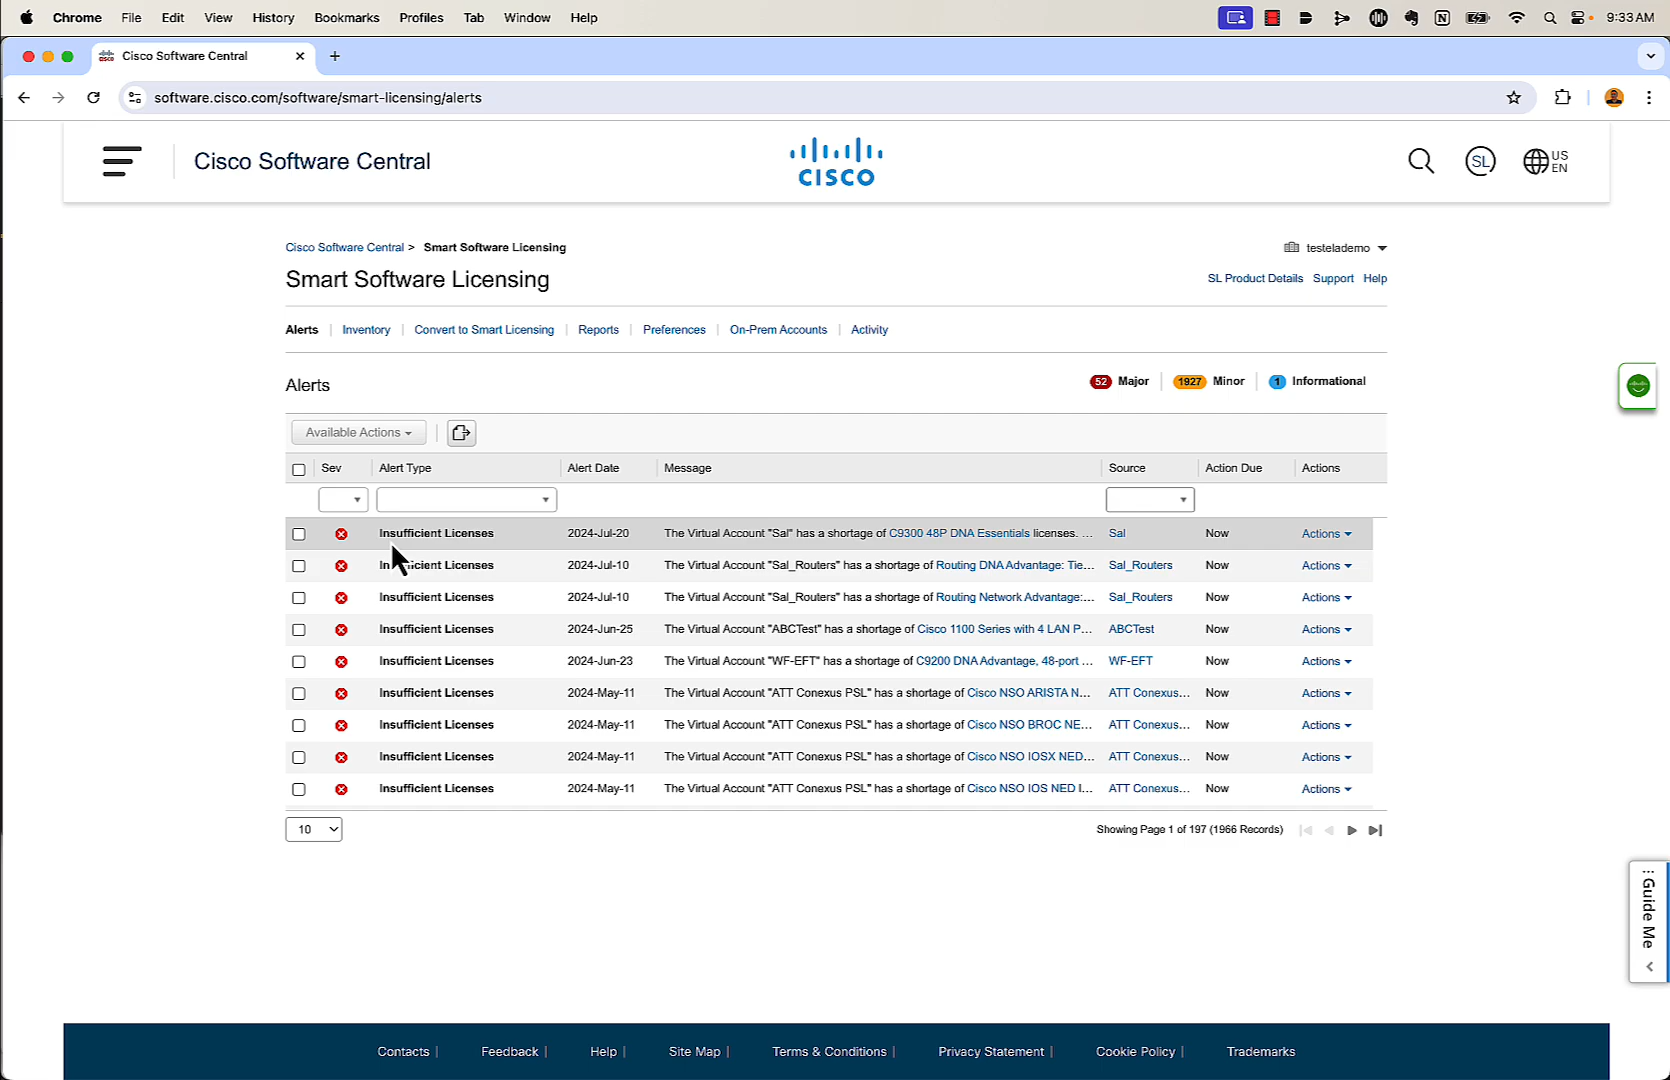 Chrome File Edit View History Bookmarks Profiles Tab Window Help 9:33 AM
Cisco Software Central
software.cisco.com/software/smart-licensing/alerts
Cisco Software Central CISCO SL US EN
Cisco Software Central > Smart Software Licensing testelademo
Smart Software Licensing SL Product Details Support Help
Alerts Inventory Convert to Smart Licensing Reports Preferences On-Prem Accounts Activity
Alerts 52 Major 1927 Minor 1 Informational
Available Actions
Sev Alert Type Alert Date Message Source Action Due Actions
Insufficient Licenses 2024-Jul-20 The Virtual Account "Sal" has a shortage of C9300 48P DNA Essentials licenses. ... Sal Now Actions
Licenses 2024-Jul-10 The Virtual Account "Sal_Routers" has a shortage of Routing DNA Advantage: Tie... Sal_Routers Now Actions
Insufficient Licenses 2024-Jul-10 The Virtual Account "Sal_Routers" has a shortage of Routing Network Advantage:... Sal_Routers Now Actions
Insufficient Licenses 2024-Jun-25 The Virtual Account "ABCTest" has a shortage of Cisco 1100 Series with 4 LAN P... ABCTest Now Actions
Insufficient Licenses 2024-Jun-23 The Virtual Account "WF-EFT" has a shortage of C9200 DNA Advantage, 48-port ... WF-EFT Now Actions
Insufficient Licenses 2024-May-11 The Virtual Account "ATT Conexus PSL" has a shortage of Cisco NSO ARISTA N... ATT Conexus... Now Actions
Insufficient Licenses 2024-May-11 The Virtual Account "ATT Conexus PSL" has a shortage of Cisco NSO BROC NE... ATT Conexus... Now Actions
Insufficient Licenses 2024-May-11 The Virtual Account "ATT Conexus PSL" has a shortage of Cisco NSO IOSX NED... ATT Conexus... Now Actions
Insufficient Licenses 2024-May-11 The Virtual Account "ATT Conexus PSL" has a shortage of Cisco NSO IOS NED I... ATT Conexus... Now Actions
10 Showing Page 1 of 197 (1966 Records)
Guide Me
Contacts | Feedback | Help | Site Map | Terms & Conditions | Privacy Statement | Cookie Policy | Trademarks